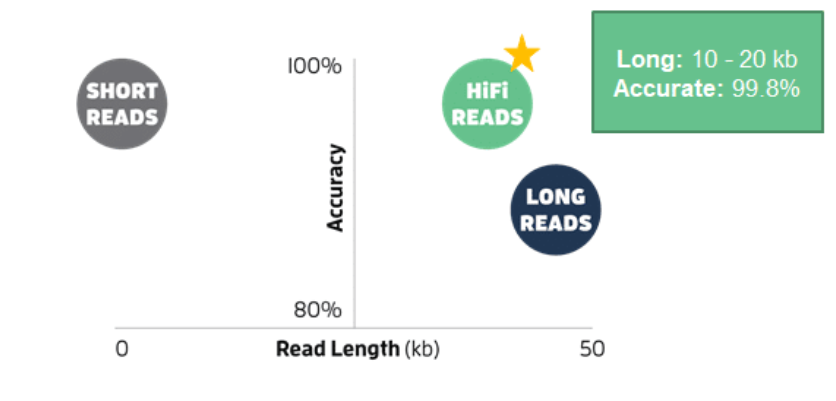 SHORT
READS
100%
HiFi
READS
Long: 10 - 20 kb
Accurate: 99.8%
Accuracy
LONG
READS
80%
0
Read Length (kb)
50